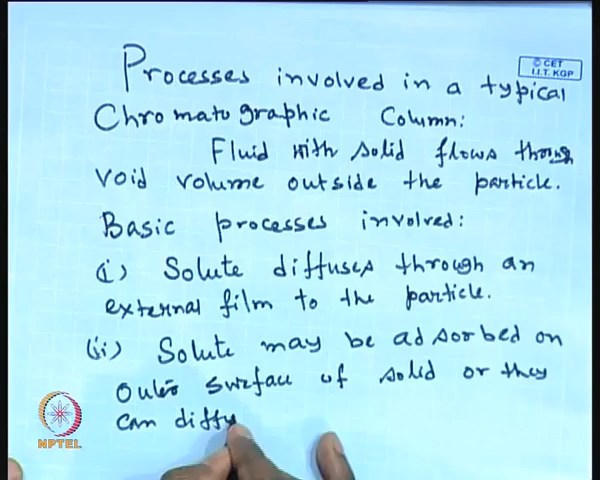 Processes involved in a typical
© CET
I.I.T. KGP
Chromatographic Column:
Fluid with solid flows through
void volume outside the particle.
Basic processes involved:
(i) Solute diffuses through an
external film to the particle.
(ii) Solute may be adsorbed on
outer surface of solid or they
can diffu
NPTEL